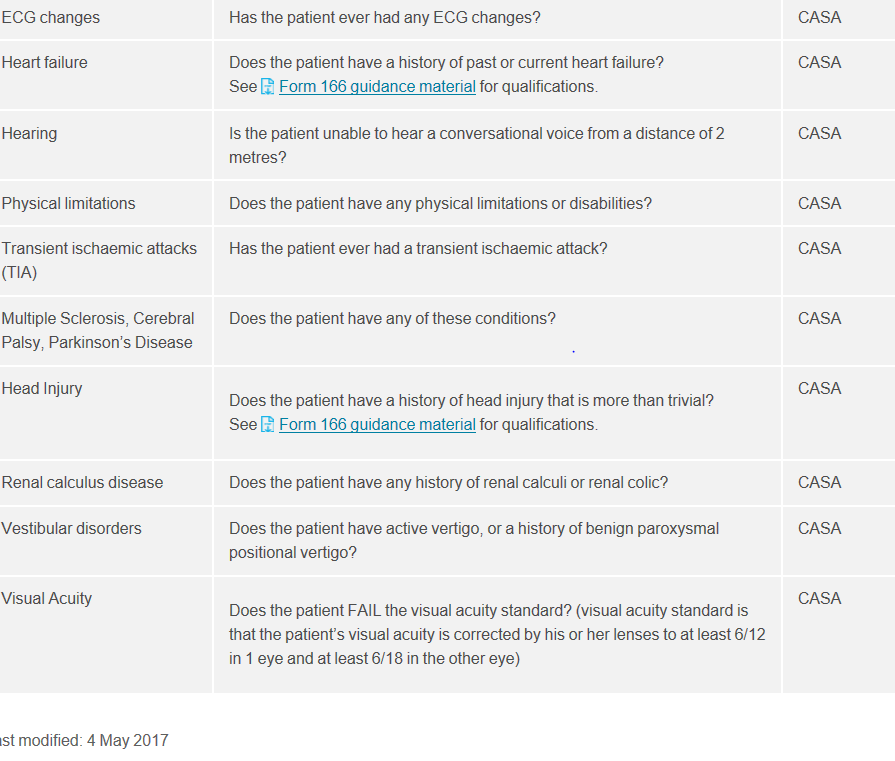 ECG changes Has the patient ever had any ECG changes? CASA
Heart failure Does the patient have a history of past or current heart failure? CASA
See Form 166 guidance material for qualifications.
Hearing Is the patient unable to hear a conversational voice from a distance of 2 CASA
metres?
Physical limitations Does the patient have any physical limitations or disabilities? CASA
Transient ischaemic attacks Has the patient ever had a transient ischaemic attack? CASA
(TIA)
Multiple Sclerosis, Cerebral Does the patient have any of these conditions? CASA
Palsy, Parkinson's Disease
Head Injury CASA
Does the patient have a history of head injury that is more than trivial?
See Form 166 guidance material for qualifications.
Renal calculus disease Does the patient have any history of renal calculi or renal colic? CASA
Vestibular disorders Does the patient have active vertigo, or a history of benign paroxysmal CASA
positional vertigo?
Visual Acuity CASA
Does the patient FAIL the visual acuity standard? (visual acuity standard is
that the patient's visual acuity is corrected by his or her lenses to at least 6/12
in 1 eye and at least 6/18 in the other eye)
ast modified: 4 May 2017